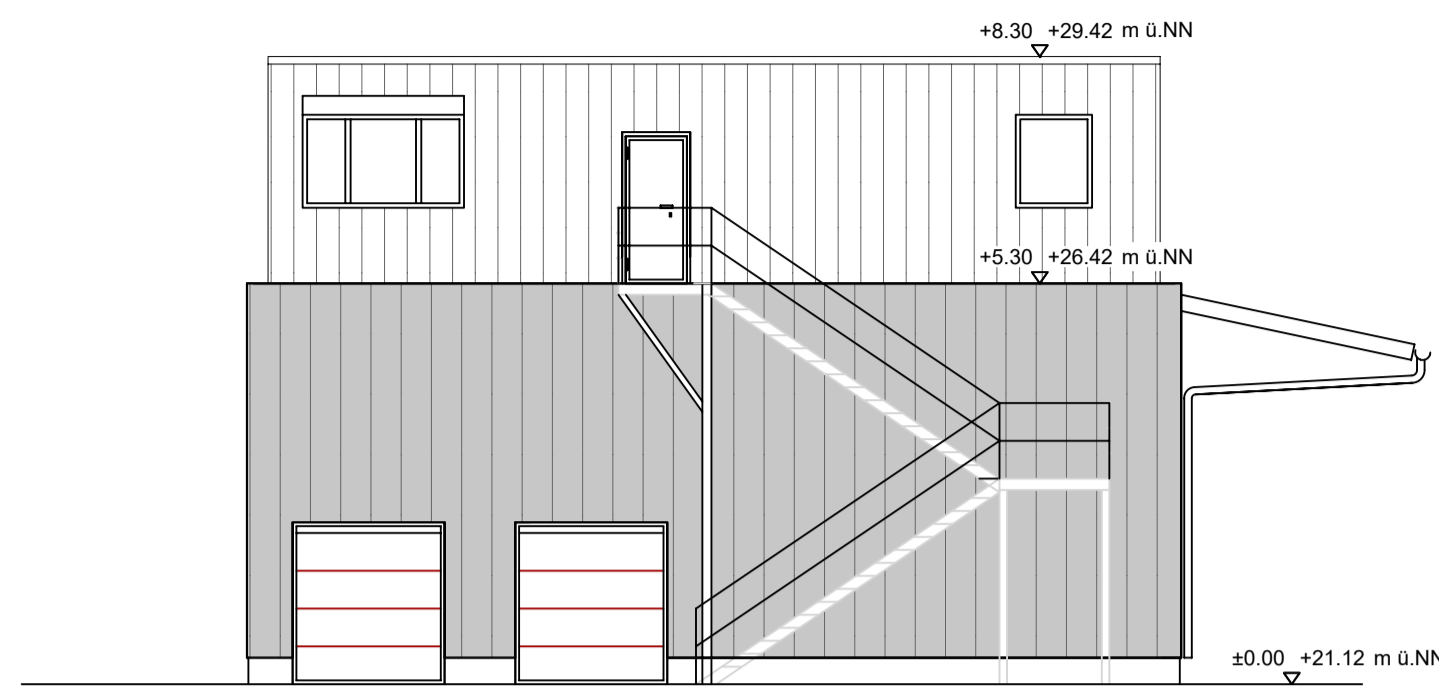 +8.30 +29.42 m ü.NN
+5.30 +26.42 m ü.NN
±0.00 +21.12 m ü.NN